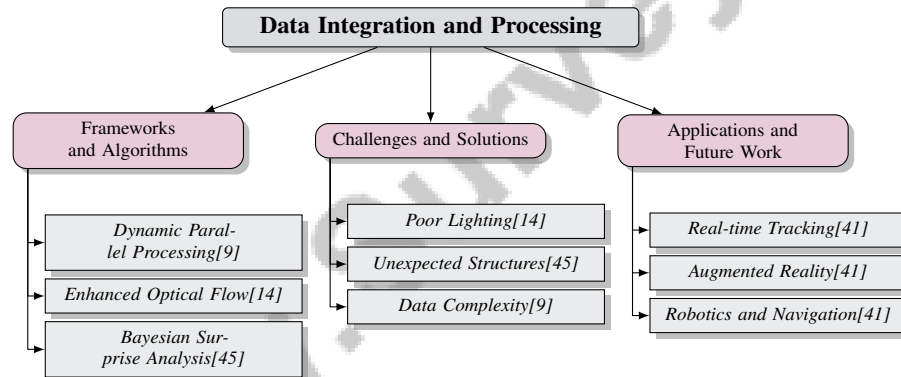 Data Integration and Processing
Frameworks
and Algorithms
Dynamic Paral-
lel Processing[9]
Enhanced Optical Flow[14]
Bayesian Sur-
prise Analysis[45]
Challenges and Solutions
Poor Lighting[14]
Unexpected Structures[45]
Data Complexity[9]
Applications and
Future Work
Real-time Tracking[41]
Augmented Reality[41]
Robotics and Navigation[41]